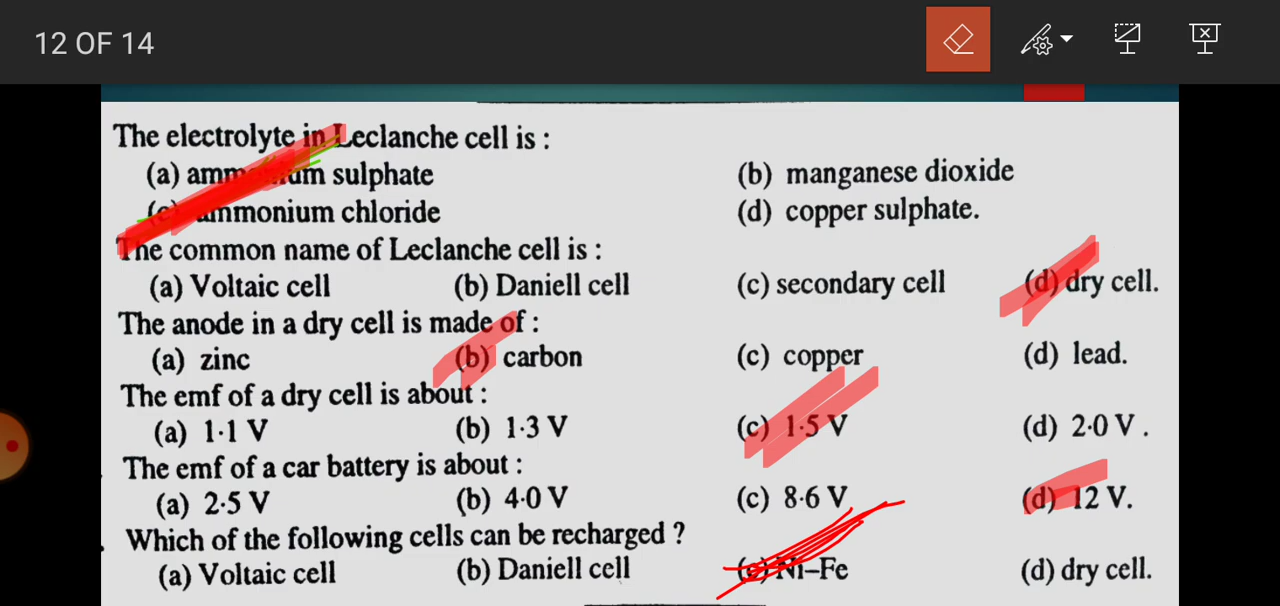 12 OF 14
The electrolyte in Leclanche cell is :
(a) ammonium sulphate (b) manganese dioxide
(c) ammonium chloride (d) copper sulphate.
The common name of Leclanche cell is :
(a) Voltaic cell (b) Daniell cell (c) secondary cell (d) dry cell.
The anode in a dry cell is made of :
(a) zinc (b) carbon (c) copper (d) lead.
The emf of a dry cell is about :
(a) 1·1 V (b) 1·3 V (c) 1·5 V (d) 2·0 V .
The emf of a car battery is about :
(a) 2·5 V (b) 4·0 V (c) 8·6 V (d) 12 V.
Which of the following cells can be recharged ?
(a) Voltaic cell (b) Daniell cell (c) Ni–Fe (d) dry cell.